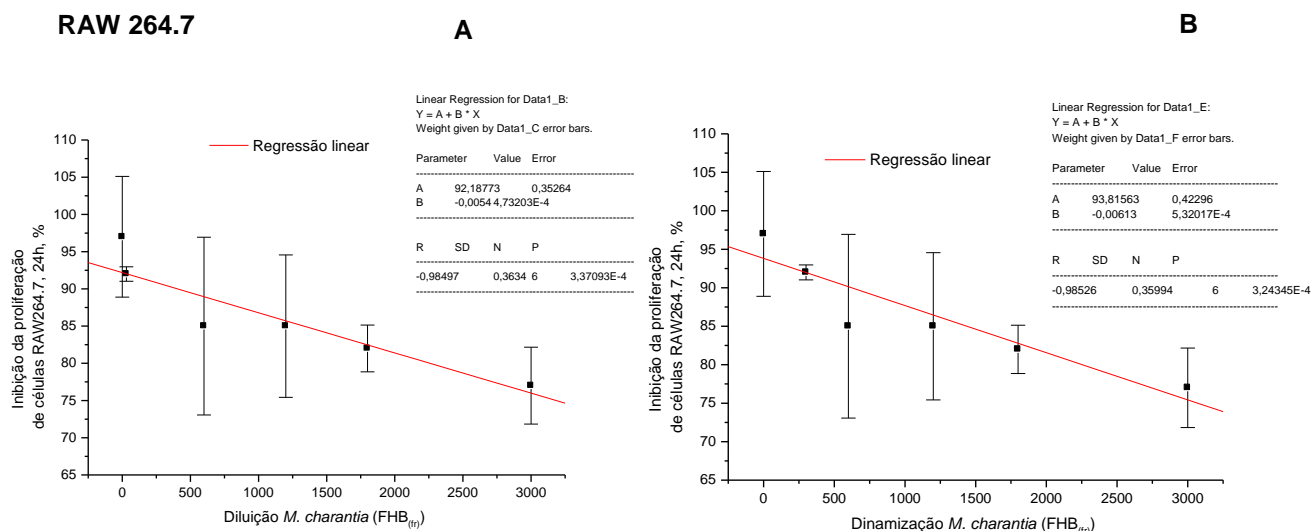 RAW 264.7
A
Linear Regression for Data1_B:
Y = A + B * X
Weight given by Data1_C error bars.
Parameter Value Error
A 92,18773 0,35264
B -0,0054 4,73203E-4
R SD N P
-0,98497 0,3634 6 3,37093E-4
Regressão linear
110
105
100
95
90
85
80
75
70
65
0 500 1000 1500 2000 2500 3000
Inibição da proliferação
de células RAW264.7, 24h, %
Diluição M. charantia (FHB(fr))
B
Linear Regression for Data1_E:
Y = A + B * X
Weight given by Data1_F error bars.
Parameter Value Error
A 93,81563 0,42296
B -0,00613 5,32017E-4
R SD N P
-0,98526 0,35994 6 3,24345E-4
Regressão linear
110
105
100
95
90
85
80
75
70
65
0 500 1000 1500 2000 2500 3000
Inibição da proliferação
de células RAW264.7, 24h, %
Dinamização M. charantia (FHB(fr))